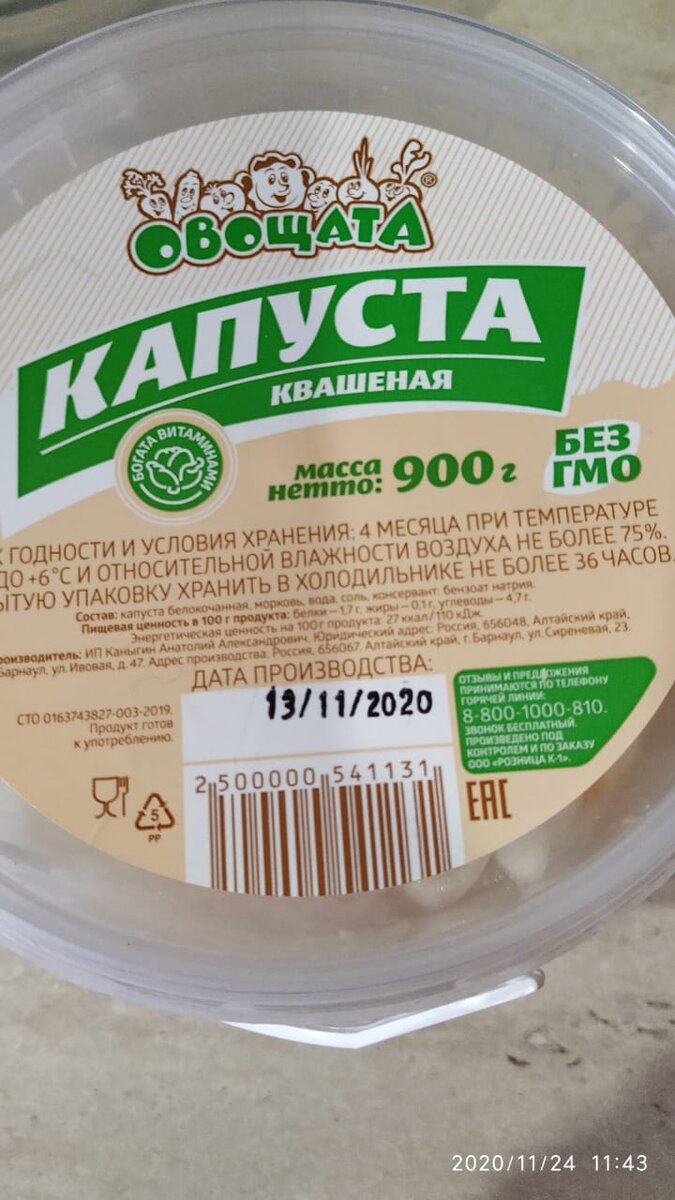 ОВОЩАТА®
КАПУСТА
КВАШЕНАЯ
БОГАТА ВИТАМИНАМИ
масса
нетто: 900 г
БЕЗ
ГМО
К ГОДНОСТИ И УСЛОВИЯ ХРАНЕНИЯ: 4 МЕСЯЦА ПРИ ТЕМПЕРАТУРЕ
ДО +6°С И ОТНОСИТЕЛЬНОЙ ВЛАЖНОСТИ ВОЗДУХА НЕ БОЛЕЕ 75%.
ЫТУЮ УПАКОВКУ ХРАНИТЬ В ХОЛОДИЛЬНИКЕ НЕ БОЛЕЕ 36 ЧАСОВ.
Состав: капуста белокочанная, морковь, вода, соль, консервант: бензоат натрия.
Пищевая ценность в 100 г продукта: белки – 1,7 г, жиры – 0,1 г, углеводы – 4,7 г.
Энергетическая ценность на 100 г продукта: 27 ккал/110 кДж.
роизводитель: ИП Каныгин Анатолий Александрович. Юридический адрес: Россия, 656048, Алтайский край,
Барнаул, ул. Ивовая, д. 47. Адрес производства: Россия, 656067, Алтайский край, г. Барнаул, ул.Сиреневая, 23.
ДАТА ПРОИЗВОДСТВА:
13/11/2020
СТО 0163743827-003-2019.
Продукт готов
к употреблению.
ОТЗЫВЫ И ПРЕДЛОЖЕНИЯ
ПРИНИМАЮТСЯ ПО ТЕЛЕФОНУ
ГОРЯЧЕЙ ЛИНИИ:
8-800-1000-810.
ЗВОНОК БЕСПЛАТНЫЙ.
ПРОИЗВЕДЕНО ПОД
КОНТРОЛЕМ И ПО ЗАКАЗУ
ООО «РОЗНИЦА К-1».
2 500000 541131
EAC
5
PP
2020/11/24 11:43